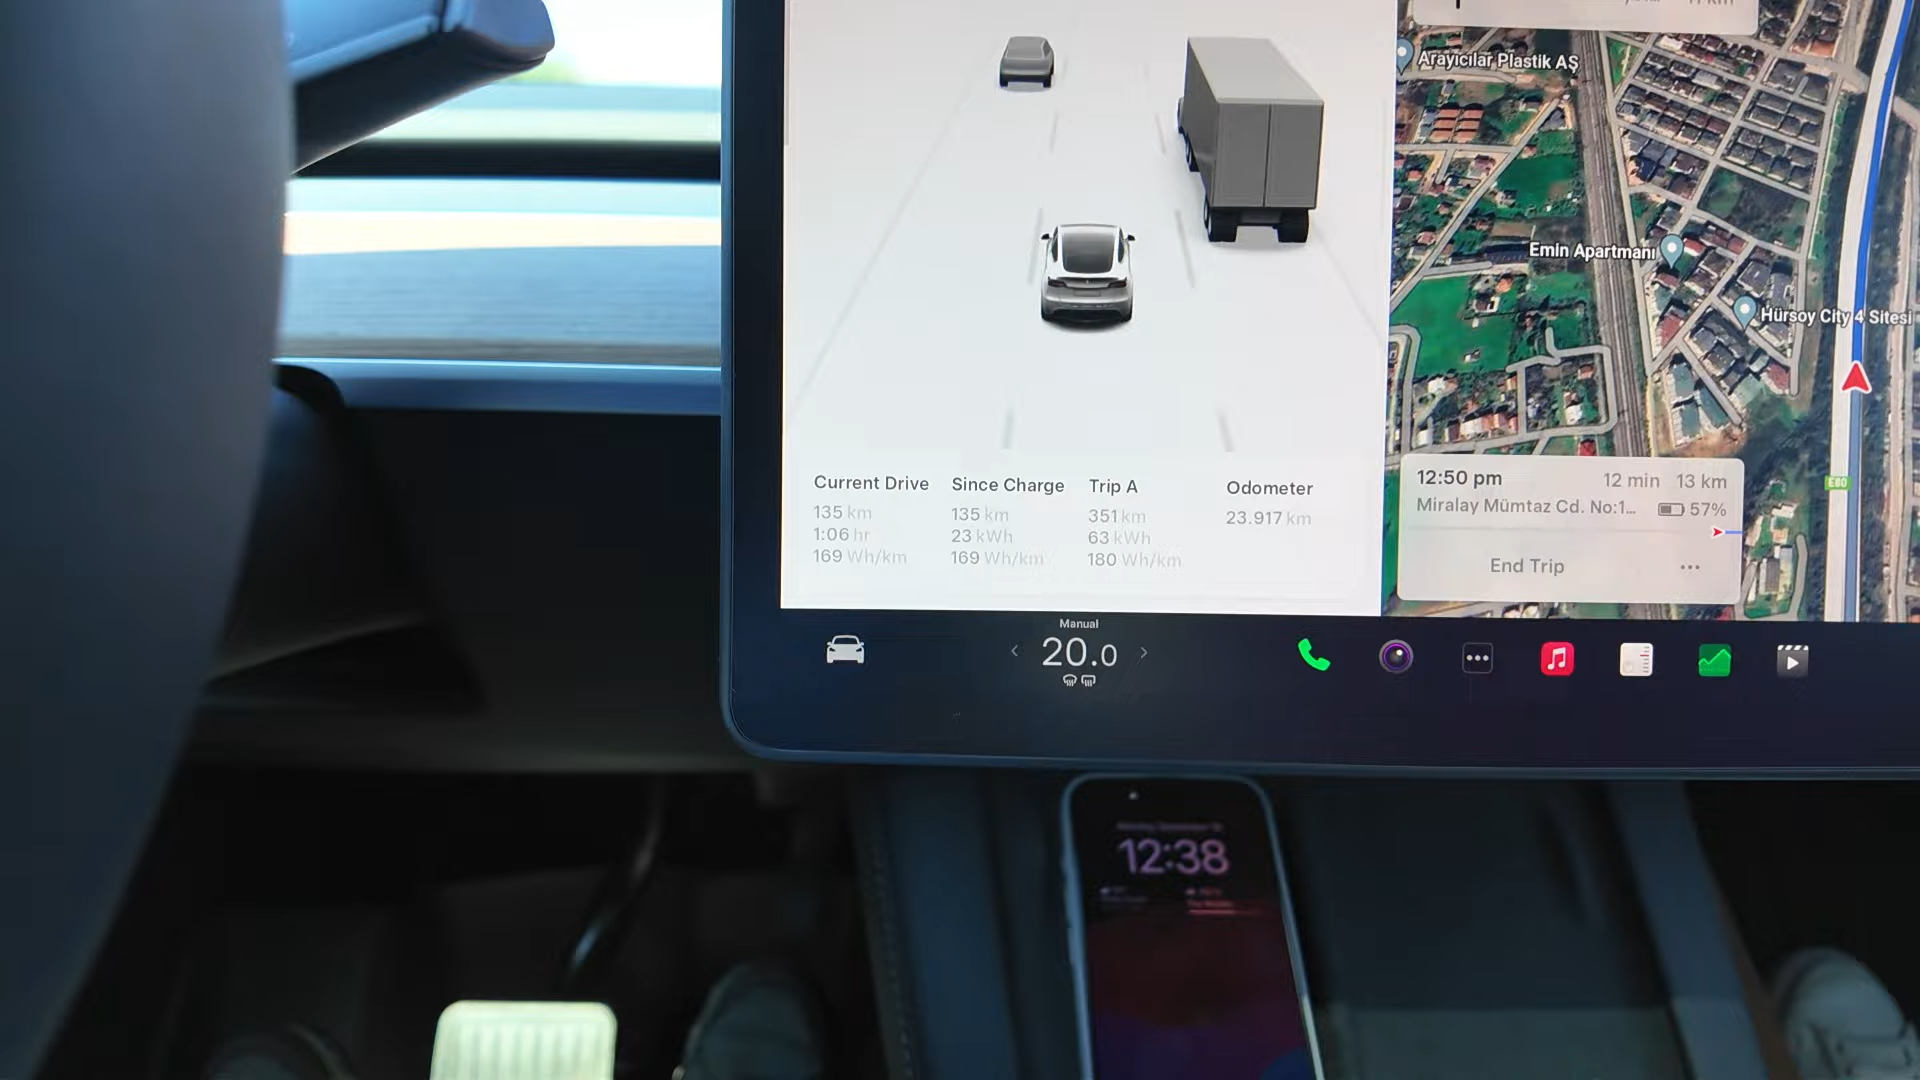 Arayıcılar Plastik AŞ
Emin Apartmanı
Hürsoy City 4 Sitesi
E80
Current Drive
135 km
1:06 hr
169 Wh/km
Since Charge
135 km
23 kWh
169 Wh/km
Trip A
351 km
63 kWh
180 Wh/km
Odometer
23.917 km
12:50 pm 12 min 13 km
Miralay Mümtaz Cd. No:1... 57%
End Trip
Manual
20.0
12:38